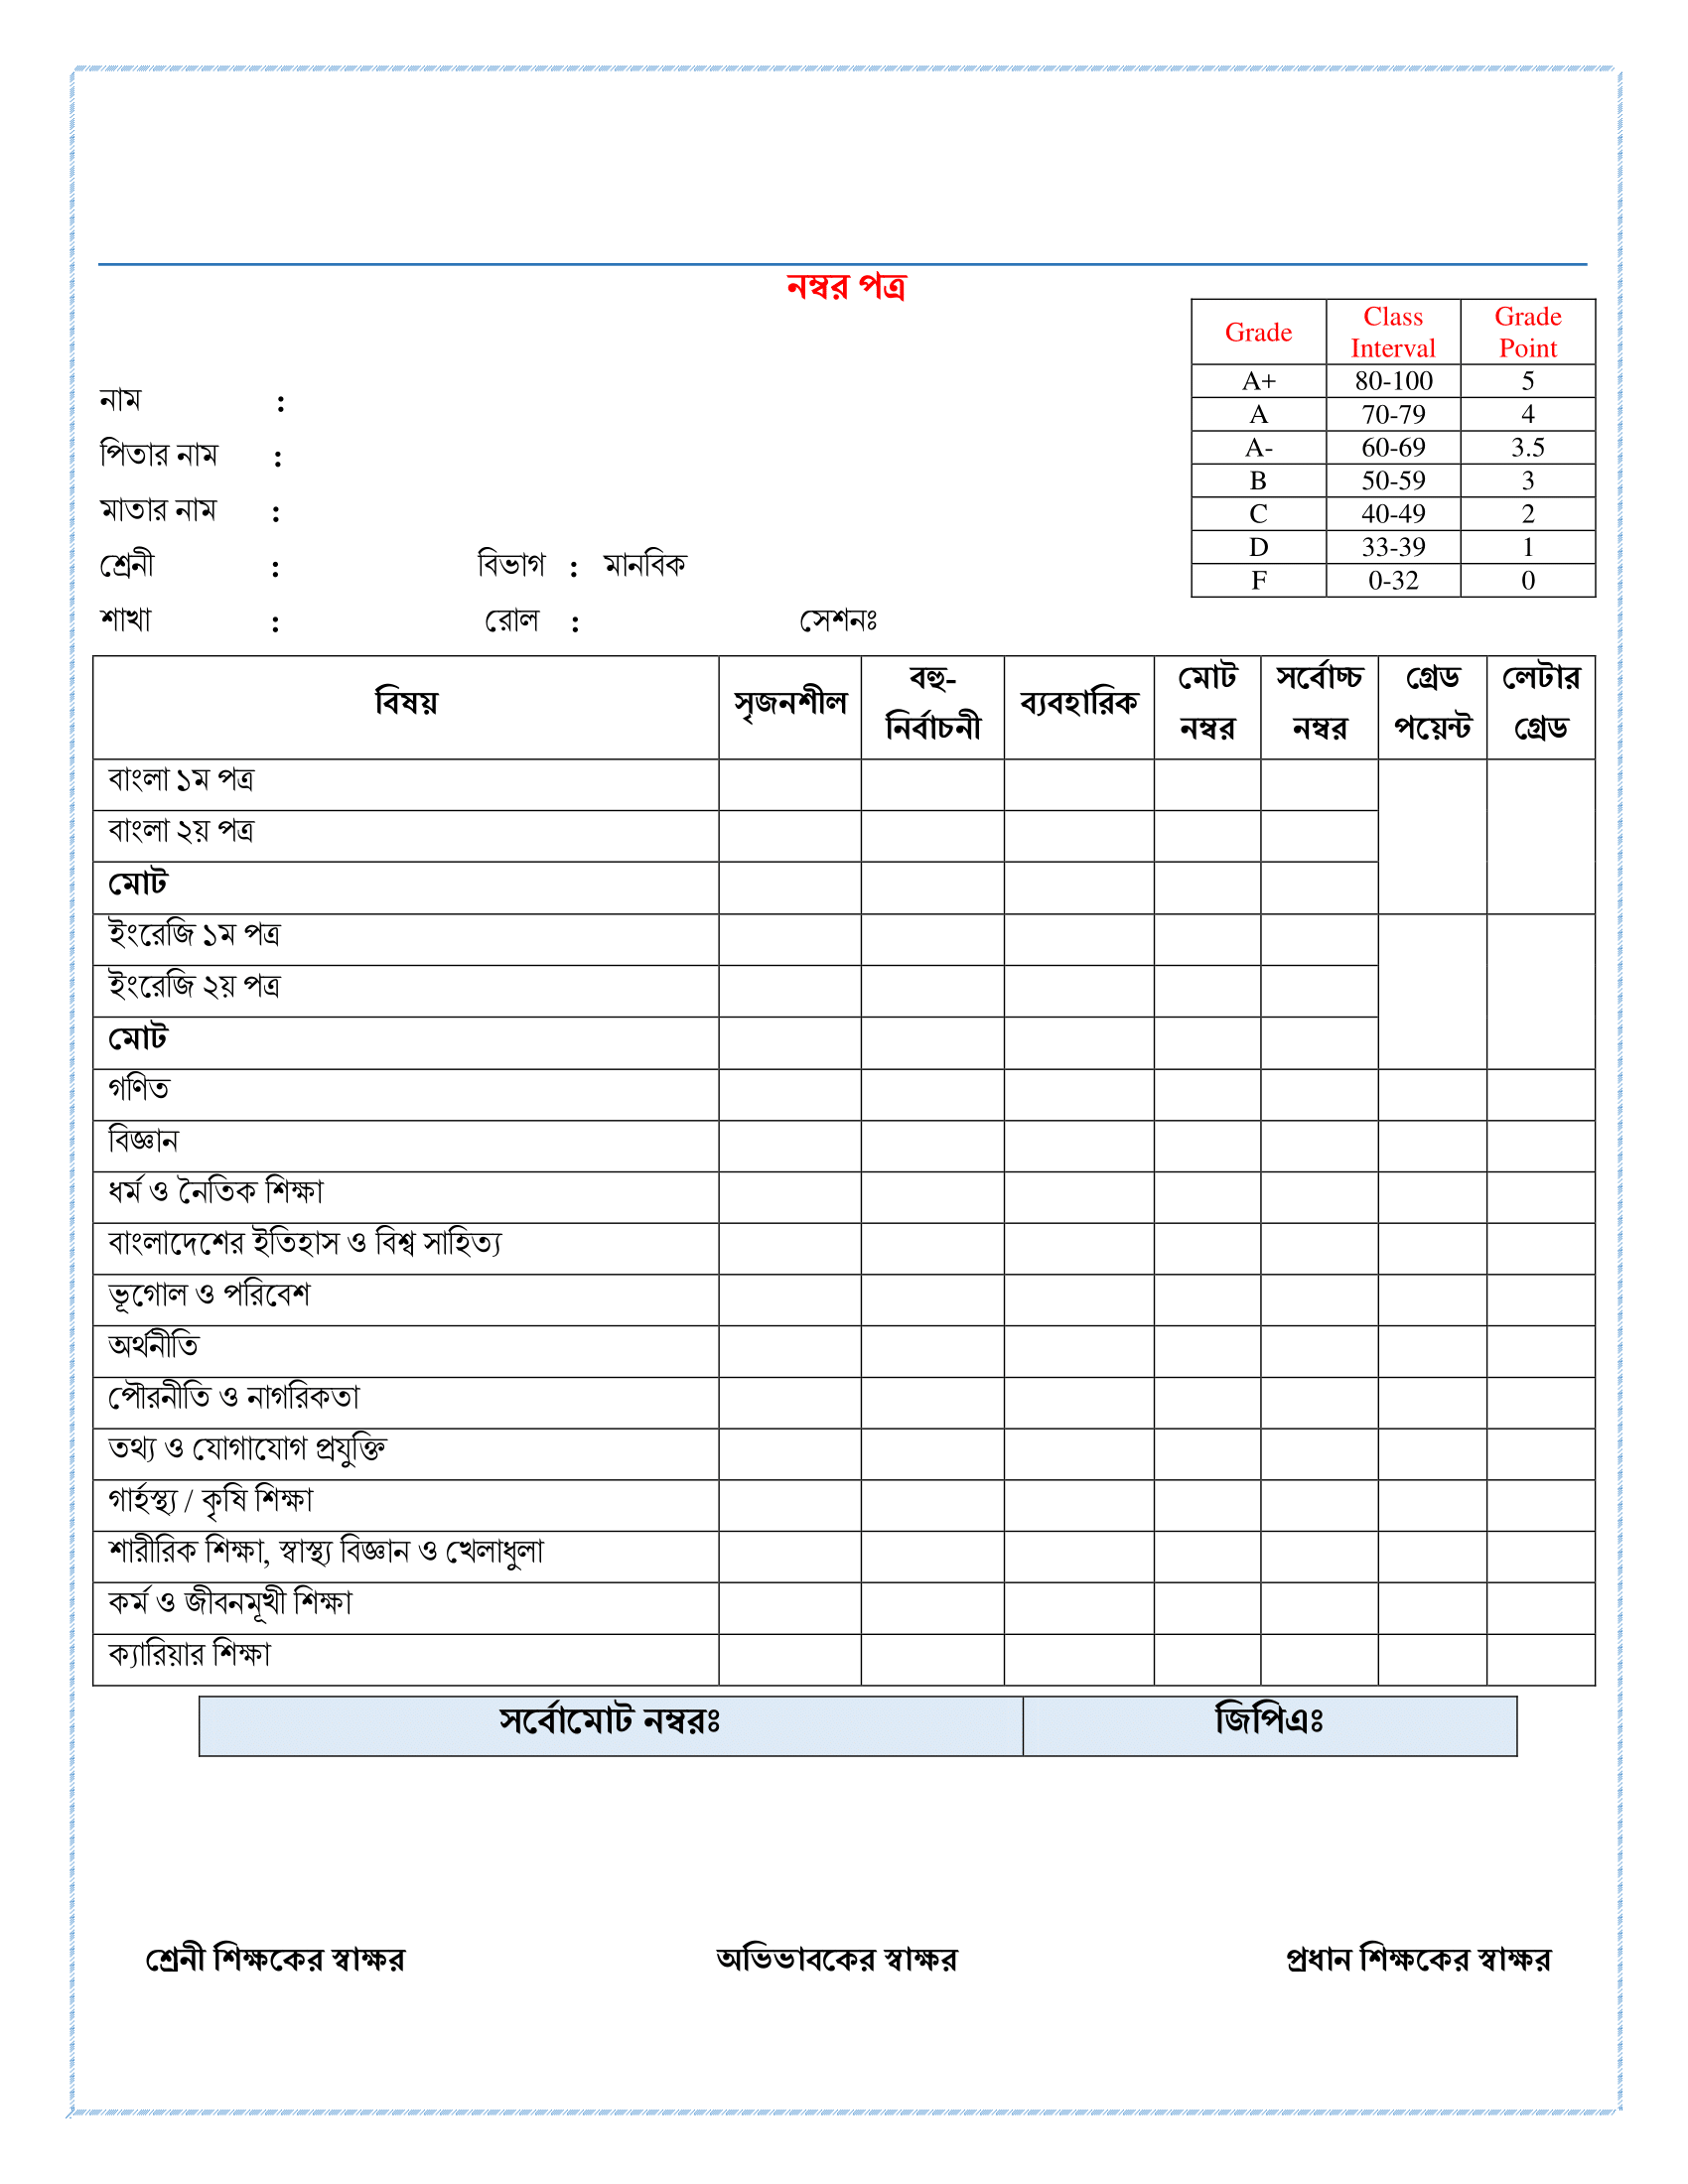 নম্বর পত্র
Grade Class Interval Grade Point
A+ 80-100 5
A 70-79 4
A- 60-69 3.5
B 50-59 3
C 40-49 2
D 33-39 1
F 0-32 0
নাম :
পিতার নাম :
মাতার নাম :
শ্রেনী : বিভাগ : মানবিক
শাখা : রোল : সেশনঃ
বিষয় সৃজনশীল বহু-নির্বাচনী ব্যবহারিক মোট নম্বর সর্বোচ্চ নম্বর গ্রেড পয়েন্ট লেটার গ্রেড
বাংলা ১ম পত্র
বাংলা ২য় পত্র
মোট
ইংরেজি ১ম পত্র
ইংরেজি ২য় পত্র
মোট
গণিত
বিজ্ঞান
ধর্ম ও নৈতিক শিক্ষা
বাংলাদেশের ইতিহাস ও বিশ্ব সাহিত্য
ভূগোল ও পরিবেশ
অর্থনীতি
পৌরনীতি ও নাগরিকতা
তথ্য ও যোগাযোগ প্রযুক্তি
গার্হস্থ্য / কৃষি শিক্ষা
শারীরিক শিক্ষা, স্বাস্থ্য বিজ্ঞান ও খেলাধুলা
কর্ম ও জীবনমূখী শিক্ষা
ক্যারিয়ার শিক্ষা
সর্বোমোট নম্বরঃ জিপিএঃ
শ্রেনী শিক্ষকের স্বাক্ষর অভিভাবকের স্বাক্ষর প্রধান শিক্ষকের স্বাক্ষর